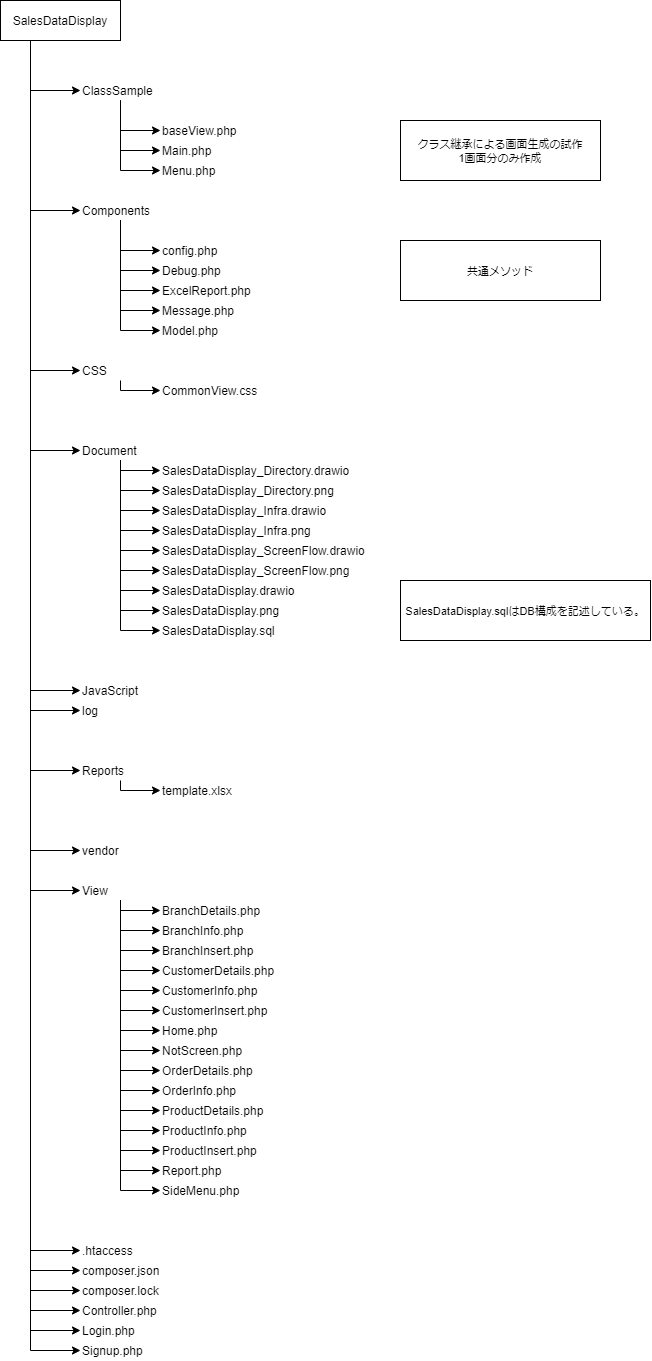 SalesDataDisplay
ClassSample
baseView.php
Main.php
Menu.php
クラス継承による画面生成の試作
1画面分のみ作成
Components
config.php
Debug.php
ExcelReport.php
Message.php
Model.php
共通メソッド
CSS
CommonView.css
Document
SalesDataDisplay_Directory.drawio
SalesDataDisplay_Directory.png
SalesDataDisplay_Infra.drawio
SalesDataDisplay_Infra.png
SalesDataDisplay_ScreenFlow.drawio
SalesDataDisplay_ScreenFlow.png
SalesDataDisplay.drawio
SalesDataDisplay.png
SalesDataDisplay.sql
SalesDataDisplay.sqlはDB構成を記述している。
JavaScript
log
Reports
template.xlsx
vendor
View
BranchDetails.php
BranchInfo.php
BranchInsert.php
CustomerDetails.php
CustomerInfo.php
CustomerInsert.php
Home.php
NotScreen.php
OrderDetails.php
OrderInfo.php
ProductDetails.php
ProductInfo.php
ProductInsert.php
Report.php
SideMenu.php
.htaccess
composer.json
composer.lock
Controller.php
Login.php
Signup.php